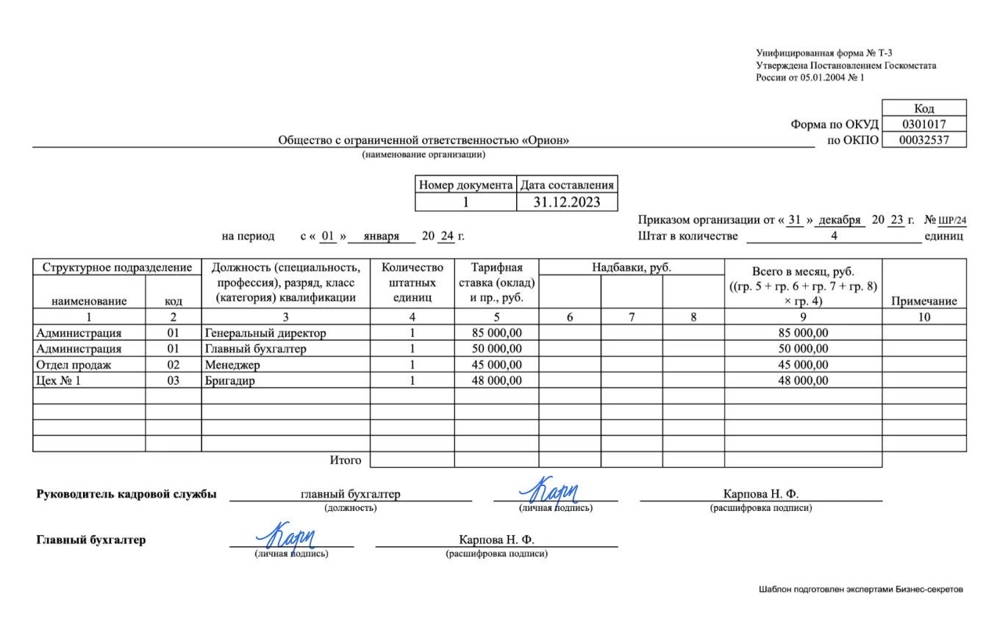 Унифицированная форма № Т-3
Утверждена Постановлением Госкомстата
России от 05.01.2004 № 1
Код
Форма по ОКУД 0301017
Общество с ограниченной ответственностью «Орион» по ОКПО 00032537
(наименование организации)
Номер документа Дата составления
1 31.12.2023
Приказом организации от « 31 » декабря 20 23 г. № ШР/24
на период с « 01 » января 20 24 г. Штат в количестве 4 единиц
Структурное подразделение Должность (специальность, профессия), разряд, класс (категория) квалификации Количество штатных единиц Тарифная ставка (оклад) и пр., руб. Надбавки, руб. Всего в месяц, руб. ((гр. 5 + гр. 6 + гр. 7 + гр. 8) × гр. 4) Примечание
наименование код
1 2 3 4 5 6 7 8 9 10
Администрация 01 Генеральный директор 1 85 000,00 85 000,00
Администрация 01 Главный бухгалтер 1 50 000,00 50 000,00
Отдел продаж 02 Менеджер 1 45 000,00 45 000,00
Цех № 1 03 Бригадир 1 48 000,00 48 000,00
Итого
Руководитель кадровой службы главный бухгалтер Карп Карпова Н. Ф.
(должность) (личная подпись) (расшифровка подписи)
Главный бухгалтер Карп Карпова Н. Ф.
(личная подпись) (расшифровка подписи)
Шаблон подготовлен экспертами Бизнес-секретов